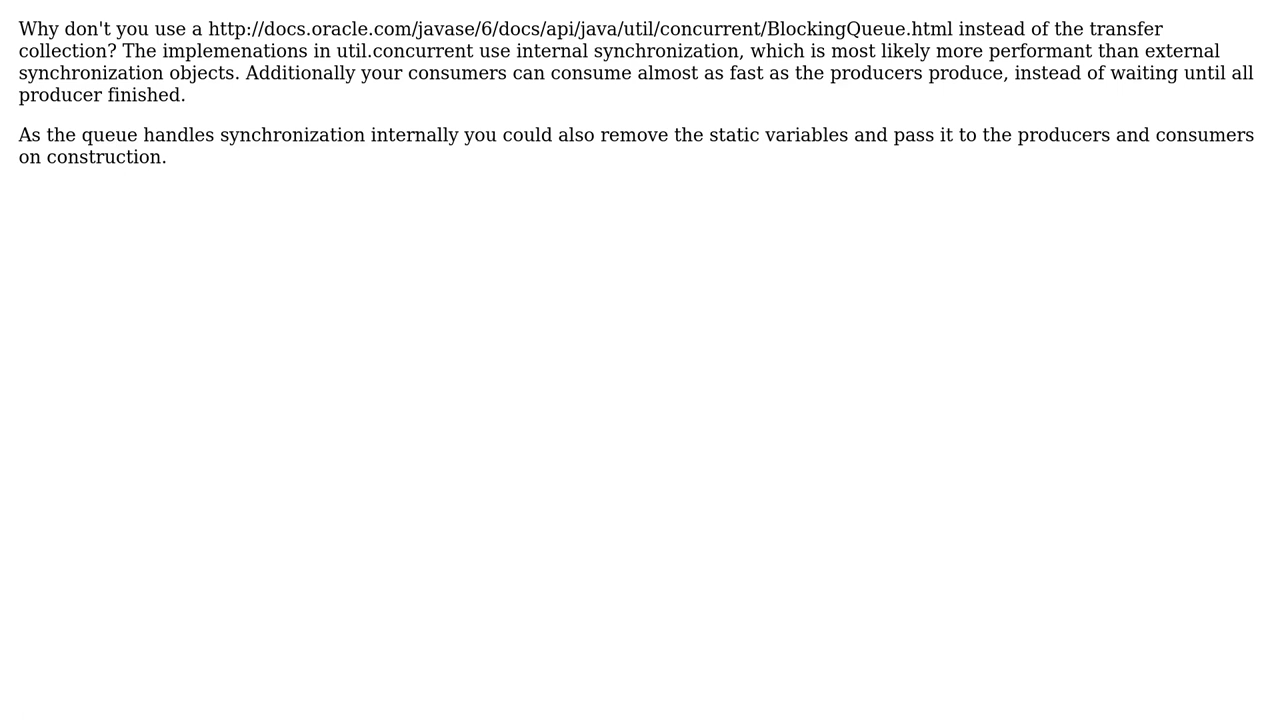 Why don't you use a http://docs.oracle.com/javase/6/docs/api/java/util/concurrent/BlockingQueue.html instead of the transfer
collection? The implemenations in util.concurrent use internal synchronization, which is most likely more performant than external
synchronization objects. Additionally your consumers can consume almost as fast as the producers produce, instead of waiting until all
producer finished.
As the queue handles synchronization internally you could also remove the static variables and pass it to the producers and consumers
on construction.